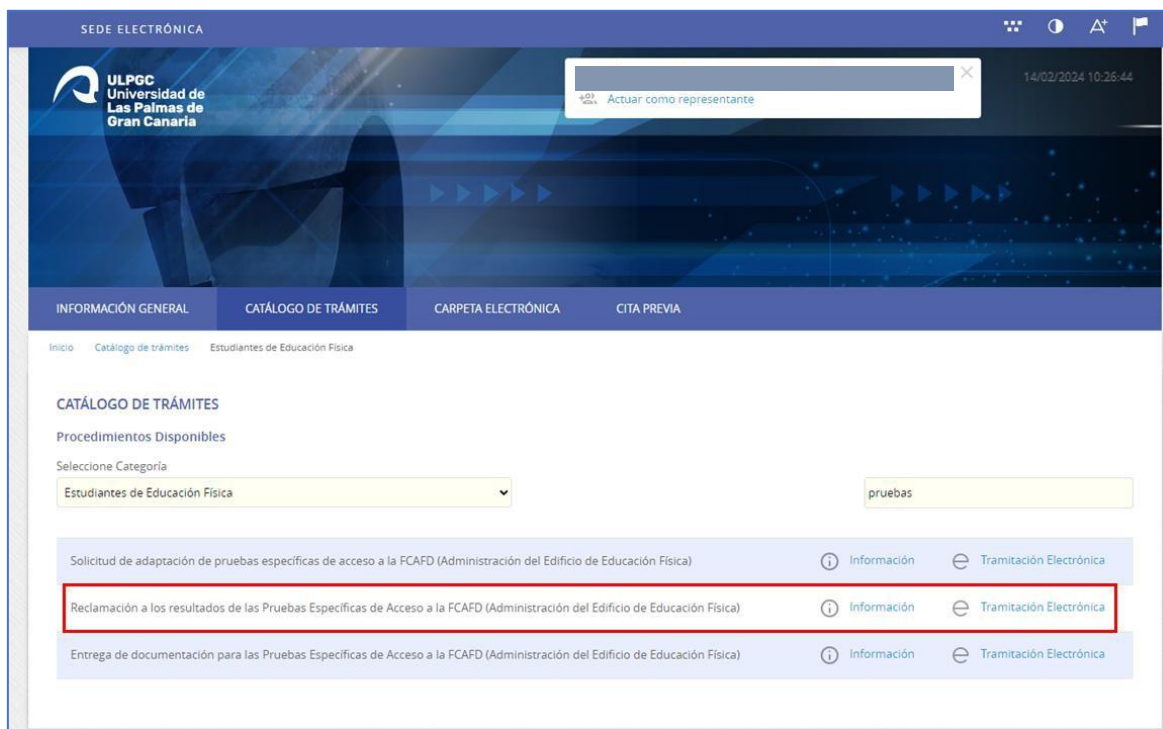 SEDE ELECTRÓNICA
ULPGC
Universidad de
Las Palmas de
Gran Canaria
Actuar como representante
14/02/2024 10:26:44
INFORMACIÓN GENERAL CATÁLOGO DE TRÁMITES CARPETA ELECTRÓNICA CITA PREVIA
Inicio Catálogo de trámites Estudiantes de Educación Física
CATÁLOGO DE TRÁMITES
Procedimientos Disponibles
Seleccione Categoría
Estudiantes de Educación Física pruebas
Solicitud de adaptación de pruebas específicas de acceso a la FCAFD (Administración del Edificio de Educación Física) Información Tramitación Electrónica
Reclamación a los resultados de las Pruebas Específicas de Acceso a la FCAFD (Administración del Edificio de Educación Física) Información Tramitación Electrónica
Entrega de documentación para las Pruebas Específicas de Acceso a la FCAFD (Administración del Edificio de Educación Física) Información Tramitación Electrónica